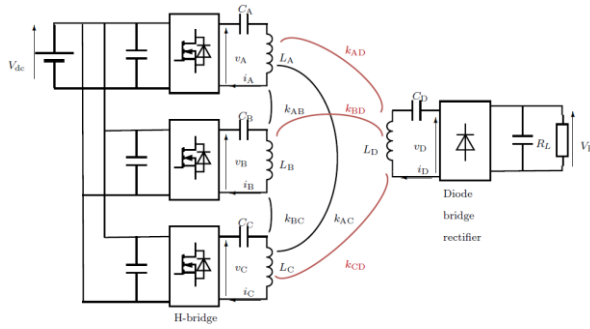 C_A
V_dc
v_A
L_A
i_A
k_AD
k_AB
C_B
k_BD
C_D
v_B
L_B
i_B
L_D
v_D
i_D
R_L
k_BC
k_AC
Diode
bridge
rectifier
C_C
v_C
L_C
i_C
k_CD
H-bridge